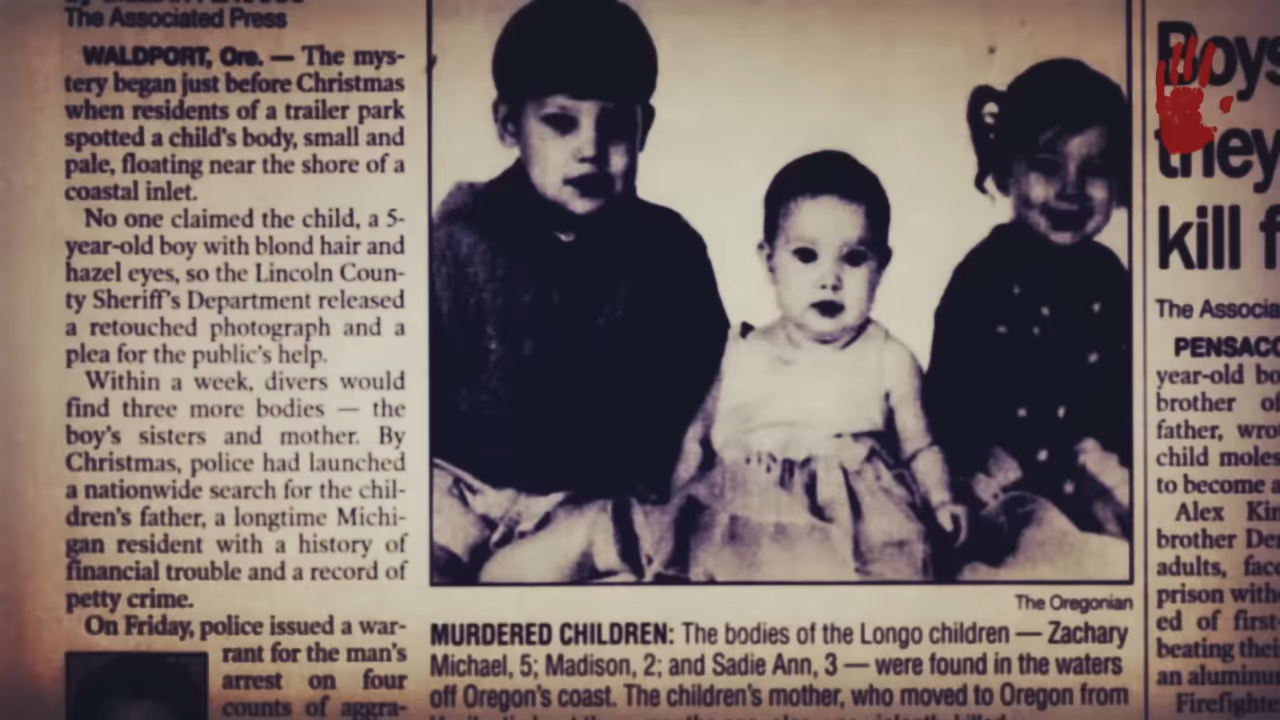 The Associated Press
WALDPORT, Ore. — The mys-
tery began just before Christmas
when residents of a trailer park
spotted a child's body, small and
pale, floating near the shore of a
coastal inlet.
No one claimed the child, a 5-
year-old boy with blond hair and
hazel eyes, so the Lincoln Coun-
ty Sheriff's Department released
a retouched photograph and a
plea for the public's help.
Within a week, divers would
find three more bodies — the
boy's sisters and mother. By
Christmas, police had launched
a nationwide search for the chil-
dren's father, a longtime Michi-
gan resident with a history of
financial trouble and a record of
petty crime.
On Friday, police issued a war-
rant for the man's
arrest on four
counts of aggra-
The Oregonian
MURDERED CHILDREN: The bodies of the Longo children — Zachary
Michael, 5; Madison, 2; and Sadie Ann, 3 — were found in the waters
off Oregon's coast. The children's mother, who moved to Oregon from
Boys
they
kill f
The Associa
PENSACO
year-old bo
brother of
father, wro
child moles
to become a
Alex Kin
brother De
adults, fac
prison with
ed of first-
beating thei
an aluminu
Firefighte